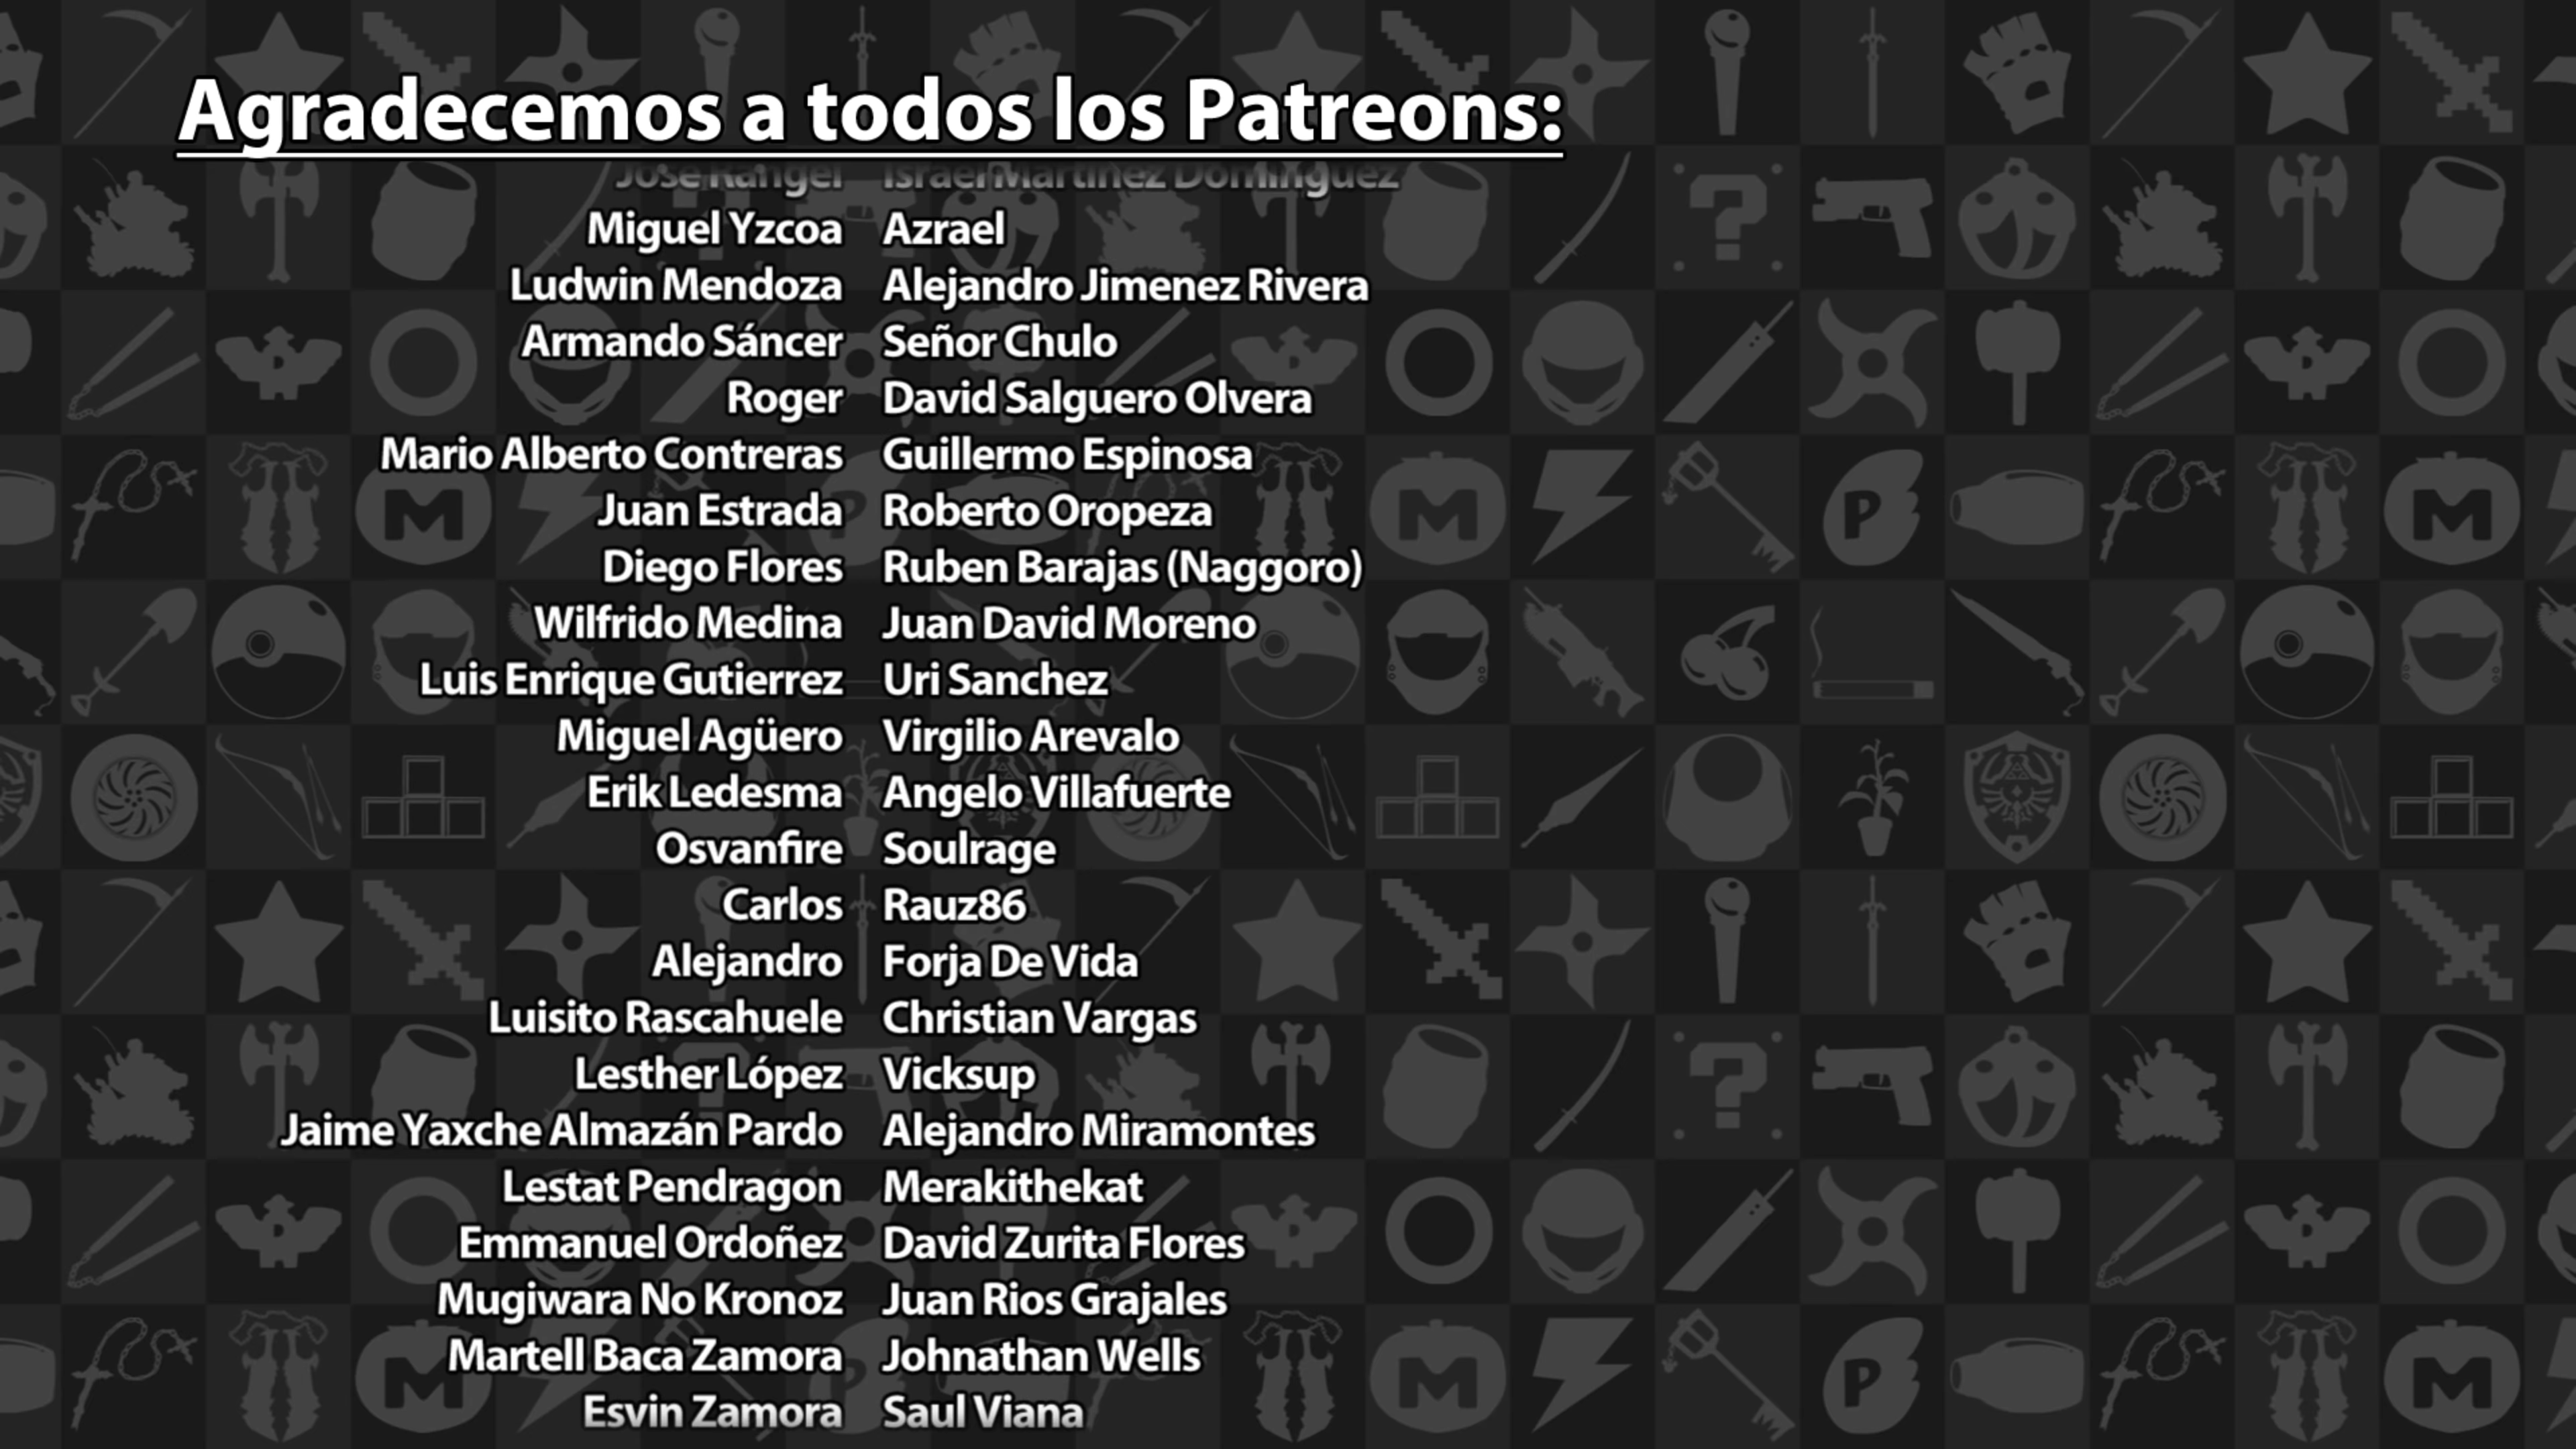 Agradecemos a todos los Patreons:
Jose Rangel Israel Martinez Dominguez
Miguel Yzcoa Azrael
Ludwin Mendoza Alejandro Jimenez Rivera
Armando Sáncer Señor Chulo
Roger David Salguero Olvera
Mario Alberto Contreras Guillermo Espinosa
Juan Estrada Roberto Oropeza
Diego Flores Ruben Barajas (Naggoro)
Wilfrido Medina Juan David Moreno
Luis Enrique Gutierrez Uri Sanchez
Miguel Agüero Virgilio Arevalo
Erik Ledesma Angelo Villafuerte
Osvanfire Soulrage
Carlos Rauz86
Alejandro Forja De Vida
Luisito Rascahuele Christian Vargas
Lesther López Vicksup
Jaime Yaxche Almazán Pardo Alejandro Miramontes
Lestat Pendragon Merakithekat
Emmanuel Ordoñez David Zurita Flores
Mugiwara No Kronoz Juan Rios Grajales
Martell Baca Zamora Johnathan Wells
Esvin Zamora Saul Viana